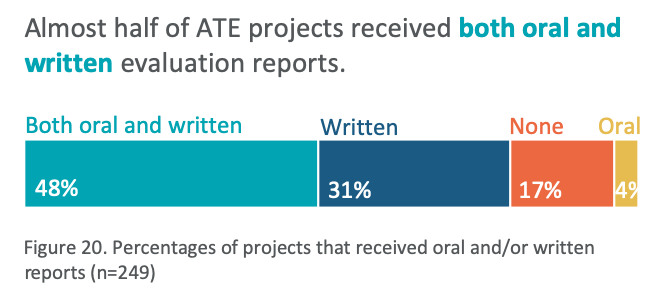 Almost half of ATE projects received both oral and
written evaluation reports.
Both oral and written Written None Oral
48% 31% 17% 4%
Figure 20. Percentages of projects that received oral and/or written
reports (n=249)